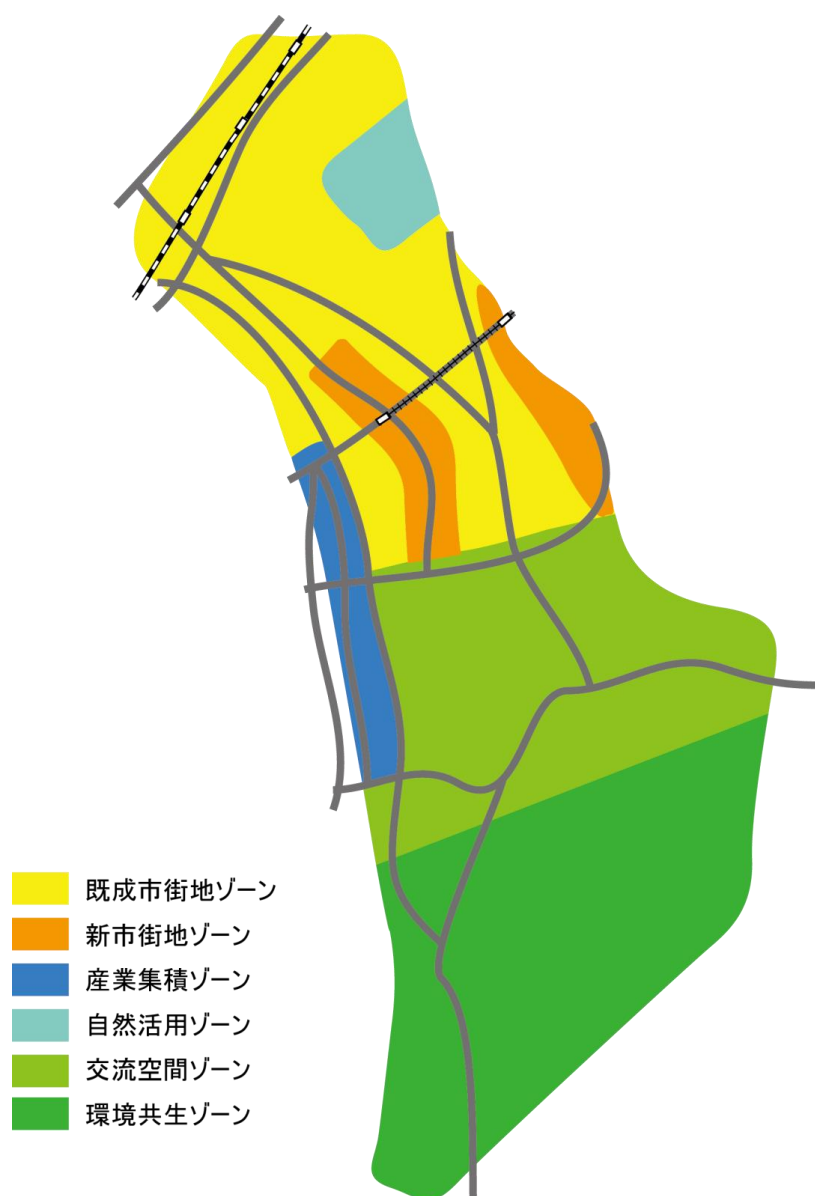 既成市街地ゾーン
新市街地ゾーン
産業集積ゾーン
自然活用ゾーン
交流空間ゾーン
環境共生ゾーン